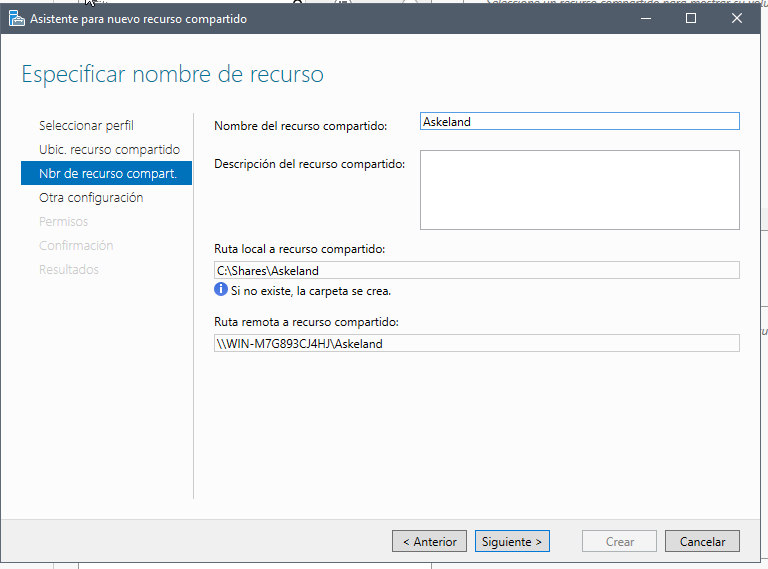 Asistente para nuevo recurso compartido
Especificar nombre de recurso
Seleccionar perfil
Ubic. recurso compartido
Nbr de recurso compart.
Otra configuración
Permisos
Confirmación
Resultados
Nombre del recurso compartido:
Askeland
Descripción del recurso compartido:
Ruta local a recurso compartido:
C:\Shares\Askeland
Si no existe, la carpeta se crea.
Ruta remota a recurso compartido:
\\WIN-M7G893CJ4HJ\Askeland
< Anterior
Siguiente >
Crear
Cancelar